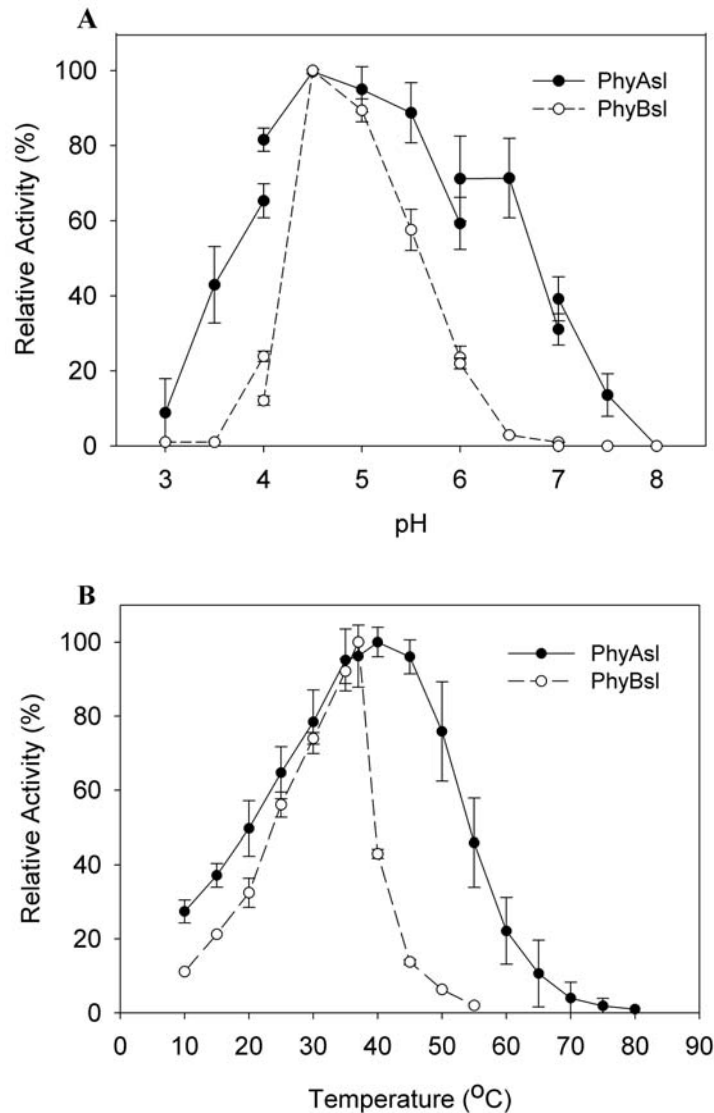 A
100
80
60
40
20
0
Relative Activity (%)
PhyAsl
PhyBsl
3 4 5 6 7 8
pH
B
100
80
60
40
20
0
Relative Activity (%)
PhyAsl
PhyBsl
0 10 20 30 40 50 60 70 80 90
Temperature (ºC)